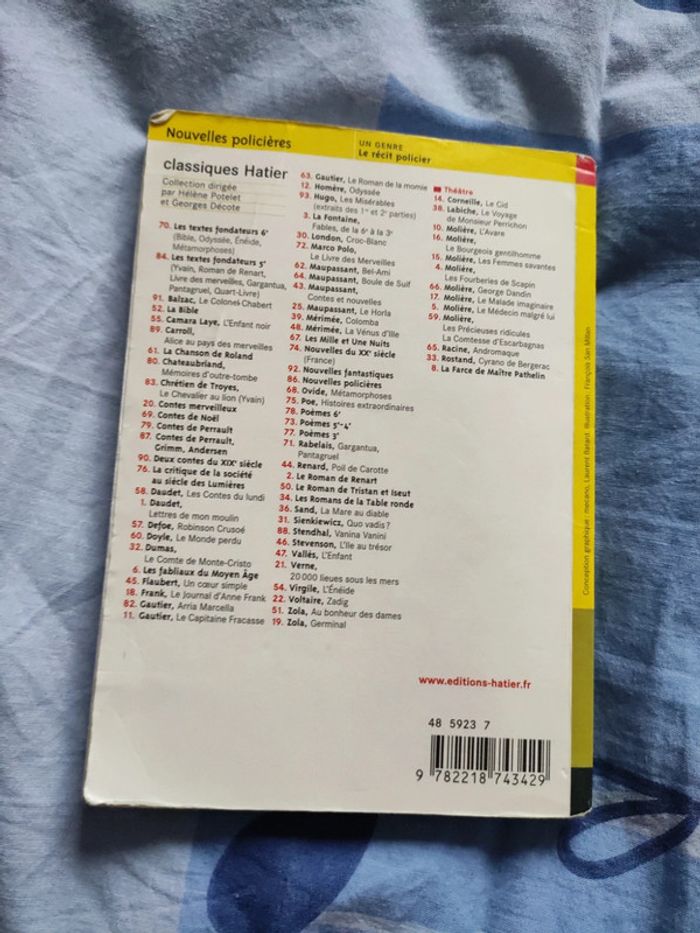 Nouvelles policières
UN GENRE
Le récit policier
classiques Hatier
Collection dirigée
par Hélène Potelet
et Georges Décote
70. Les textes fondateurs 6e
(Bible, Odyssée, Énéide,
Métamorphoses)
84. Les textes fondateurs 5e
(Yvain, Roman de Renart,
Livre des merveilles, Gargantua,
Pantagruel, Quart-Livre)
91. Balzac, Le Colonel Chabert
52. La Bible
55. Camara Laye, L'Enfant noir
89. Carroll,
Alice au pays des merveilles
61. La Chanson de Roland
80. Chateaubriand,
Mémoires d'outre-tombe
83. Chrétien de Troyes,
Le Chevalier au lion (Yvain)
20. Contes merveilleux
69. Contes de Noël
79. Contes de Perrault
87. Contes de Perrault,
Grimm, Andersen
90. Deux contes du XIXe siècle
76. La critique de la société
au siècle des Lumières
58. Daudet, Les Contes du lundi
1. Daudet,
Lettres de mon moulin
57. Defoe, Robinson Crusoé
60. Doyle, Le Monde perdu
32. Dumas,
Le Comte de Monte-Cristo
6. Les fabliaux du Moyen Âge
45. Flaubert, Un cœur simple
18. Frank, Le Journal d'Anne Frank
82. Gautier, Arria Marcella
11. Gautier, Le Capitaine Fracasse
63. Gautier, Le Roman de la momie
12. Homère, Odyssée
93. Hugo, Les Misérables
(extraits des 1re et 2e parties)
3. La Fontaine,
Fables, de la 6e à la 3e
30. London, Croc-Blanc
72. Marco Polo,
Le Livre des Merveilles
62. Maupassant, Bel-Ami
64. Maupassant, Boule de Suif
43. Maupassant,
Contes et nouvelles
25. Maupassant, Le Horla
39. Mérimée, Colomba
48. Mérimée, La Vénus d'Ille
67. Les Mille et Une Nuits
74. Nouvelles du XXe siècle
(France)
92. Nouvelles fantastiques
86. Nouvelles policières
68. Ovide, Métamorphoses
75. Poe, Histoires extraordinaires
78. Poèmes 6e
73. Poèmes 5e-4e
77. Poèmes 3e
71. Rabelais, Gargantua,
Pantagruel
44. Renard, Poil de Carotte
2. Le Roman de Renart
50. Le Roman de Tristan et Iseut
34. Les Romans de la Table ronde
36. Sand, La Mare au diable
31. Sienkiewicz, Quo vadis?
88. Stendhal, Vanina Vanini
46. Stevenson, L'Ile au trésor
47. Vallès, L'Enfant
21. Verne,
20 000 lieues sous les mers
54. Virgile, L'Énéide
22. Voltaire, Zadig
51. Zola, Au bonheur des dames
19. Zola, Germinal
Théâtre
14. Corneille, Le Cid
38. Labiche, Le Voyage
de Monsieur Perrichon
10. Molière, L'Avare
16. Molière,
Le Bourgeois gentilhomme
15. Molière, Les Femmes savantes
4. Molière,
Les Fourberies de Scapin
66. Molière, George Dandin
17. Molière, Le Malade imaginaire
5. Molière, Le Médecin malgré lui
59. Molière,
Les Précieuses ridicules
La Comtesse d'Escarbagnas
65. Racine, Andromaque
33. Rostand, Cyrano de Bergerac
8. La Farce de Maître Pathelin
www.editions-hatier.fr
48 5923 7
9 782218 743429
Conception graphique : mecano, Laurent Batard. Illustration : François San Millan